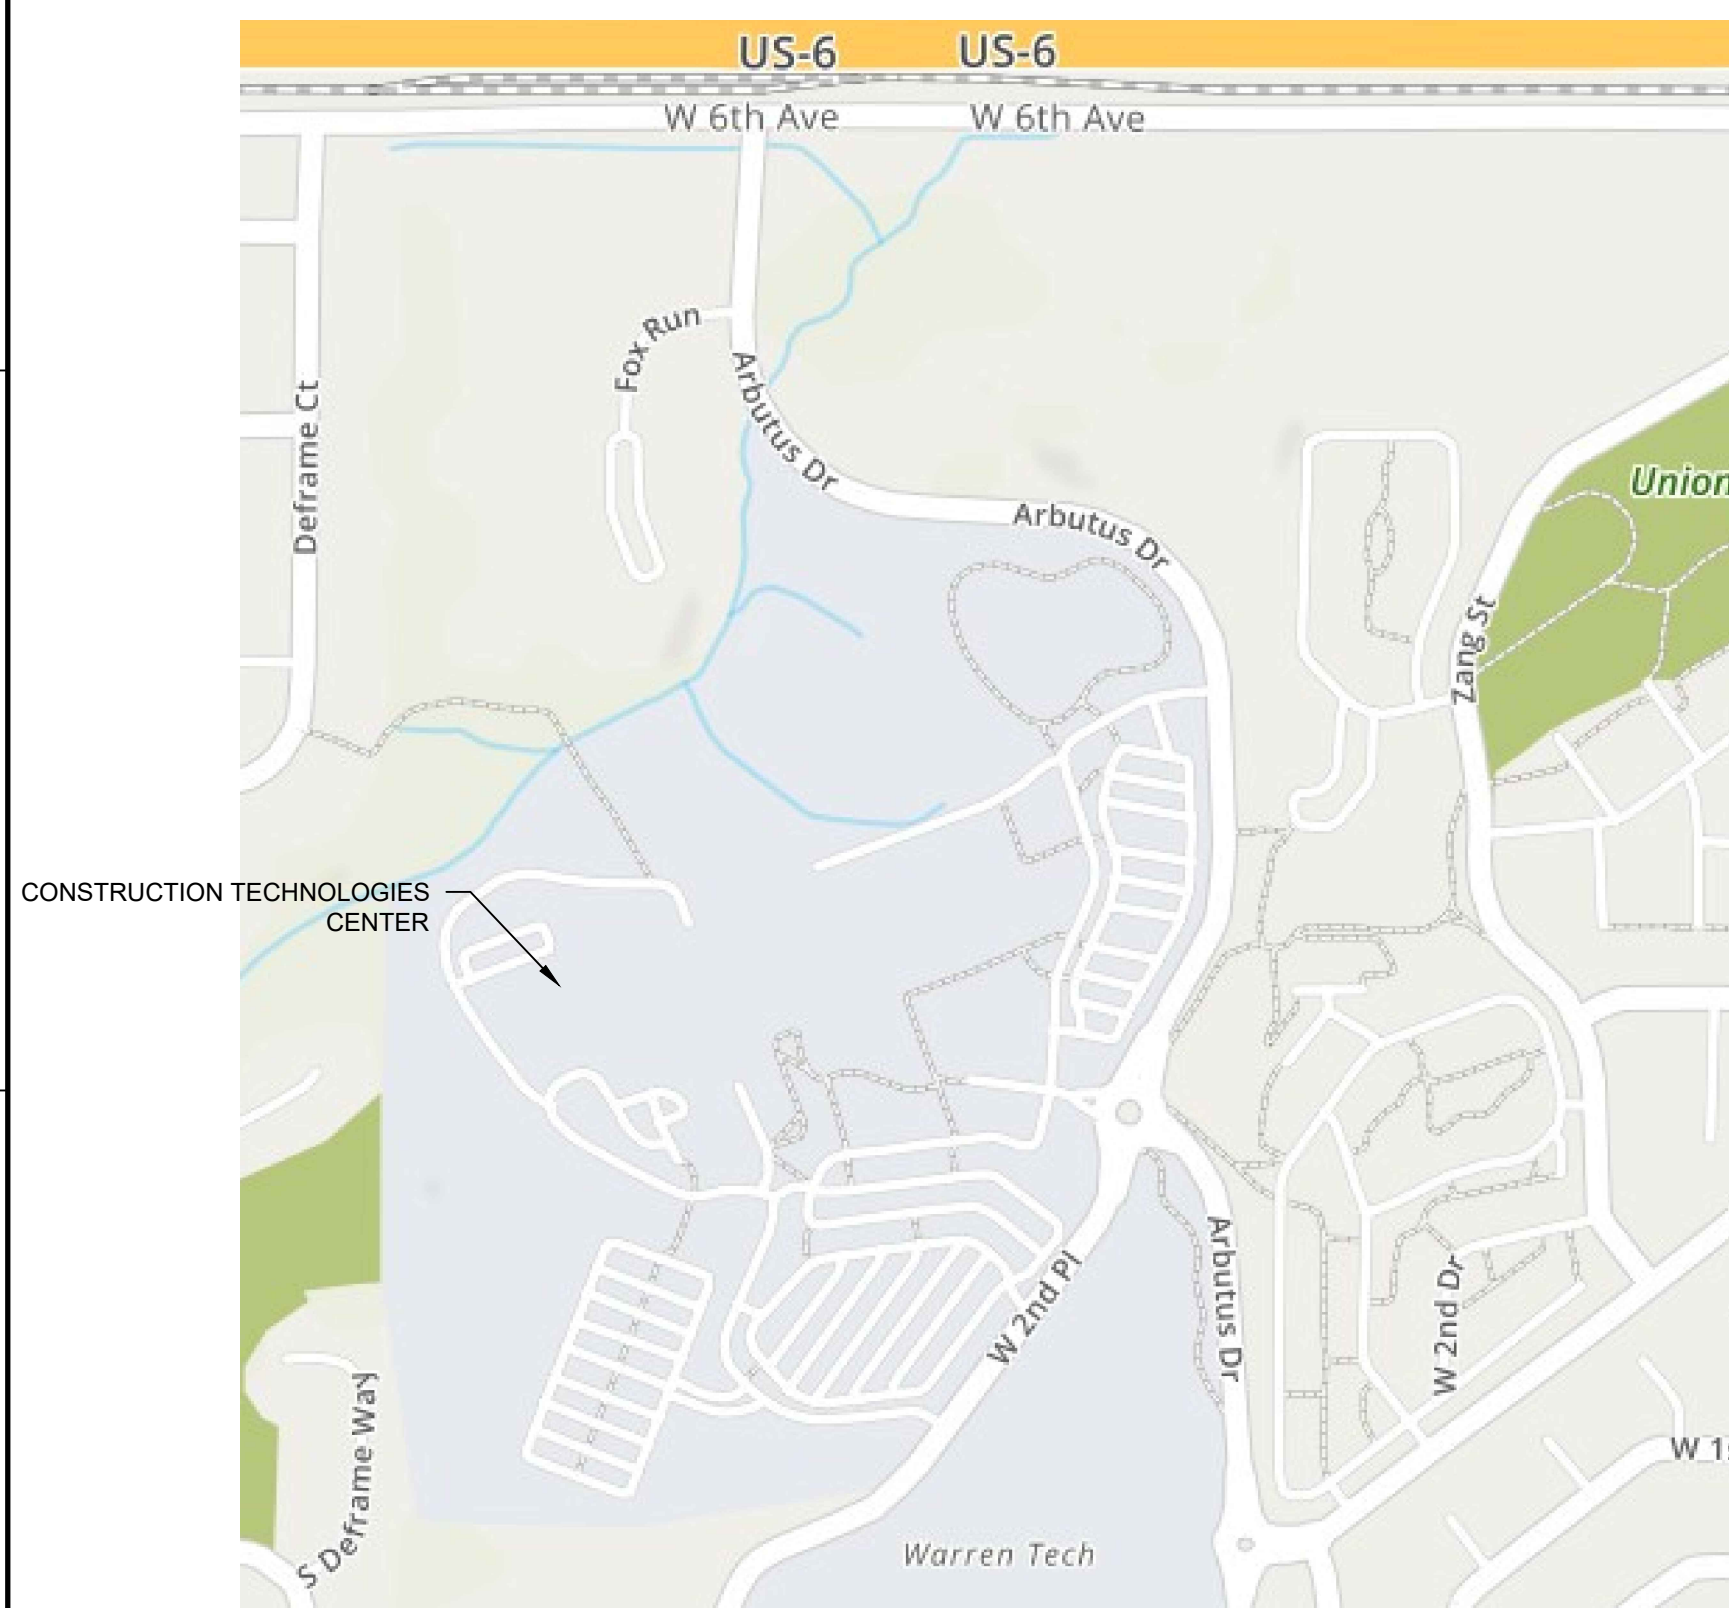 US-6
US-6
W 6th Ave
W 6th Ave
Fox Run
Arbutus Dr
Deframe Ct
Union
Arbutus Dr
Zang St
CONSTRUCTION TECHNOLOGIES
CENTER
Arbutus Dr
W 2nd Pl
W 2nd Dr
S Deframe Way
W 1s
Warren Tech